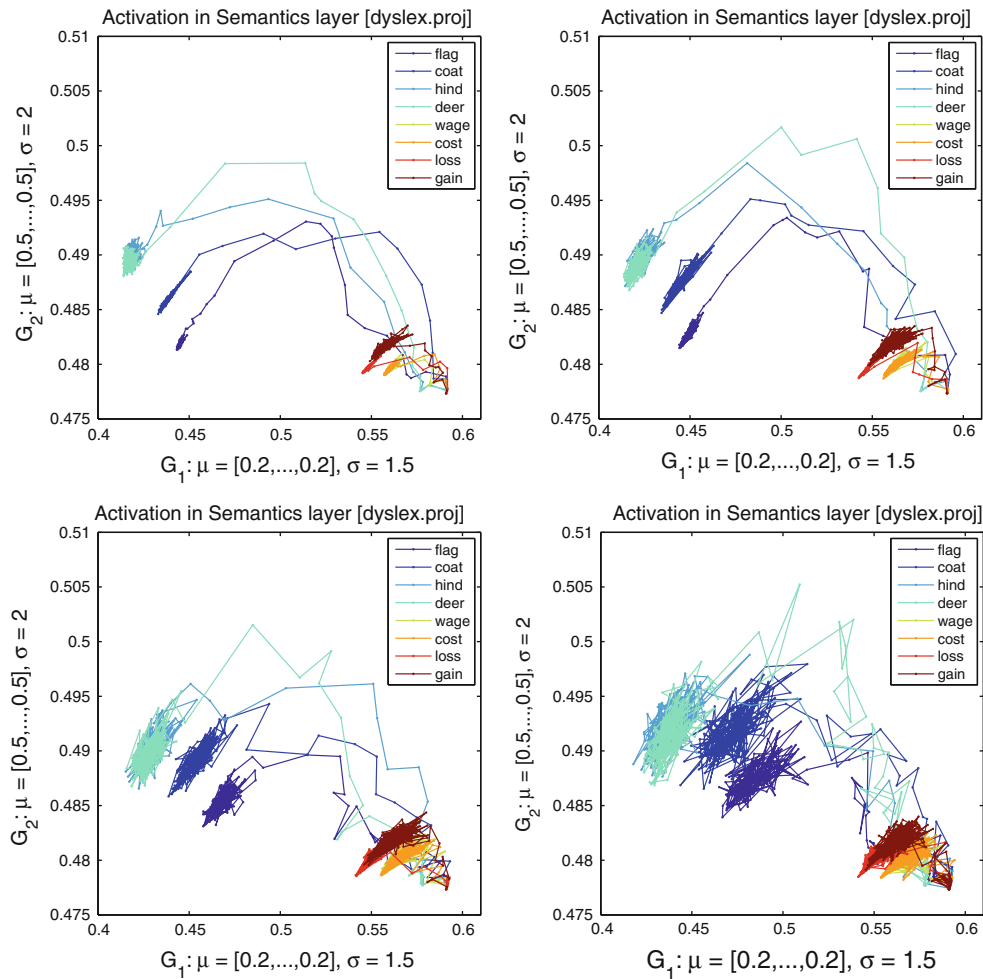 Activation in Semantics layer [dyslex.proj]
0.51
0.505
0.5
0.495
0.49
0.485
0.48
0.475
0.4
0.45
0.5
0.55
0.6
G2: μ = [0.5,...,0.5], σ = 2
G1: μ = [0.2,...,0.2], σ = 1.5
flag
coat
hind
deer
wage
cost
loss
gain
Activation in Semantics layer [dyslex.proj]
0.51
0.505
0.5
0.495
0.49
0.485
0.48
0.475
0.4
0.45
0.5
0.55
0.6
G2: μ = [0.5,...,0.5], σ = 2
G1: μ = [0.2,...,0.2], σ = 1.5
flag
coat
hind
deer
wage
cost
loss
gain
Activation in Semantics layer [dyslex.proj]
0.51
0.505
0.5
0.495
0.49
0.485
0.48
0.475
0.4
0.45
0.5
0.55
0.6
G2: μ = [0.5,...,0.5], σ = 2
G1: μ = [0.2,...,0.2], σ = 1.5
flag
coat
hind
deer
wage
cost
loss
gain
Activation in Semantics layer [dyslex.proj]
0.51
0.505
0.5
0.495
0.49
0.485
0.48
0.475
0.4
0.45
0.5
0.55
0.6
G2: μ = [0.5,...,0.5], σ = 2
G1: μ = [0.2,...,0.2], σ = 1.5
flag
coat
hind
deer
wage
cost
loss
gain